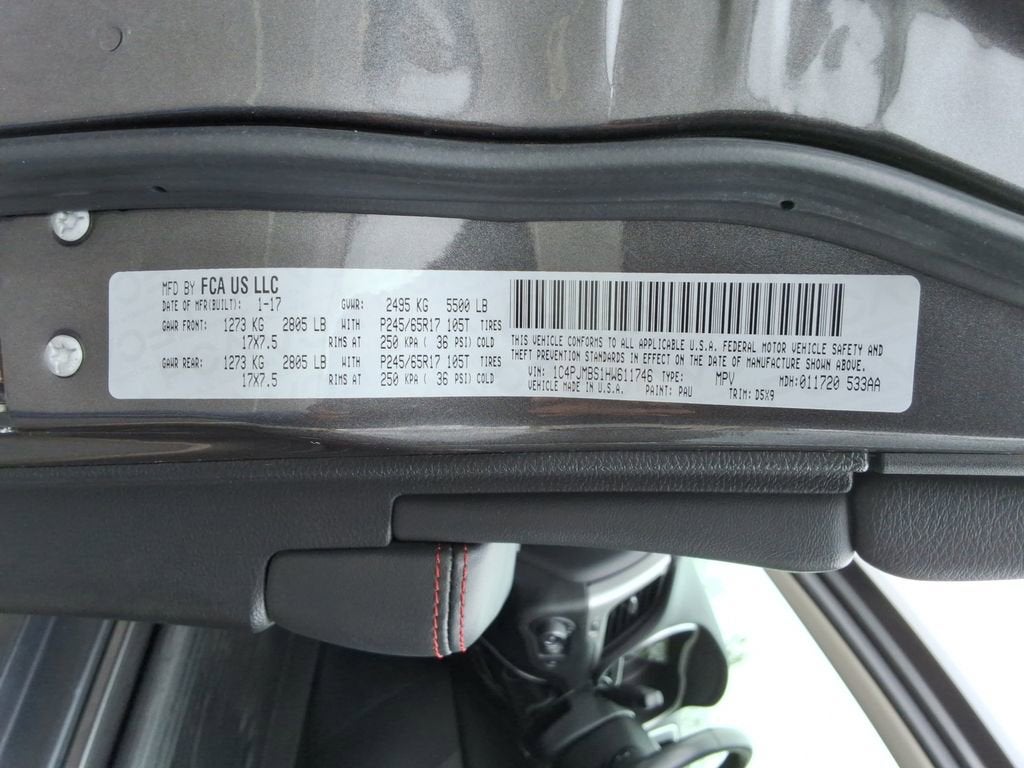 MFD BY FCA US LLC
DATE OF MFR(BUILT): 1-17 GVWR: 2495 KG 5500 LB
GAWR FRONT: 1273 KG 2805 LB WITH P245/65R17 105T TIRES
17X7.5 RIMS AT 250 KPA ( 36 PSI) COLD
GAWR REAR: 1273 KG 2805 LB WITH P245/65R17 105T TIRES
17X7.5 RIMS AT 250 KPA ( 36 PSI) COLD
THIS VEHICLE CONFORMS TO ALL APPLICABLE U.S.A. FEDERAL MOTOR VEHICLE SAFETY AND
THEFT PREVENTION STANDARDS IN EFFECT ON THE DATE OF MANUFACTURE SHOWN ABOVE.
VIN: 1C4PJMBS1HW611746 TYPE: MPV MDH:011720 533AA
VEHICLE MADE IN U.S.A. PAINT: PAU TRIM: D5X9